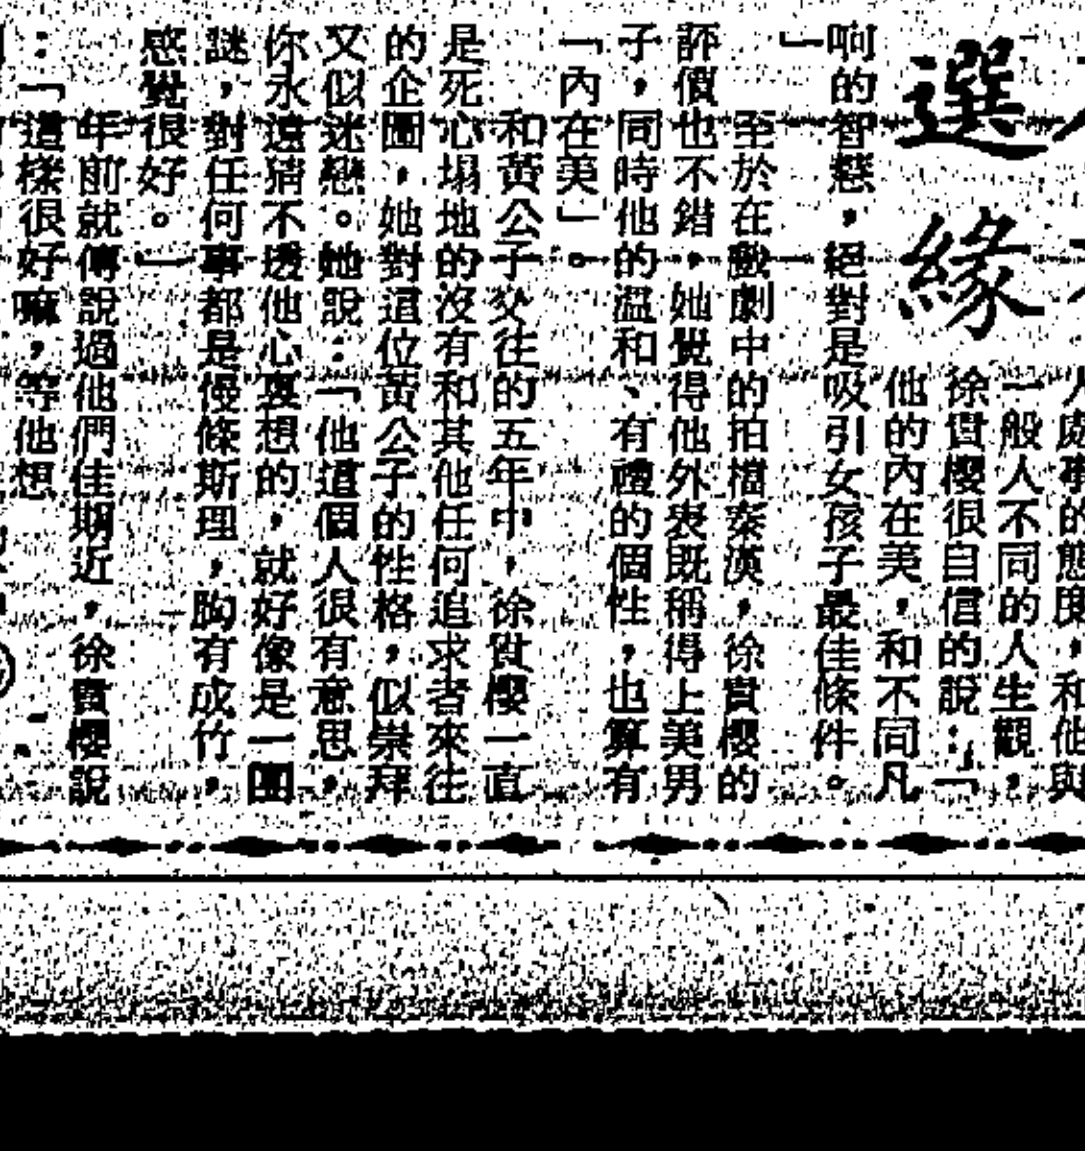 選緣
人處事的態度，和他與
一般人不同的人生觀，
徐貴櫻很自信的說：「
他的內在美，和不同凡
响的智慧，絕對是吸引女孩子最佳條件。
」
至於在戲劇中的拍檔秦漢，徐貴櫻的
評價也不錯，她覺得他外表既稱得上美男
子，同時他的溫和、有禮的個性，也算有
「內在美」。
和黃公子交往的五年中，徐貴櫻一直
是死心塌地的沒有和其他任何追求者來往
的企圖，她對這位黃公子的性格，似崇拜
又似迷戀。她說：「他這個人很有意思，
你永遠猜不透他心裏想的，就好像是一團
謎，對任何事都是慢條斯理，胸有成竹，
感覺很好。」
年前就傳說過他們佳期近，徐貴櫻說
：「這樣很好嘛，等他想